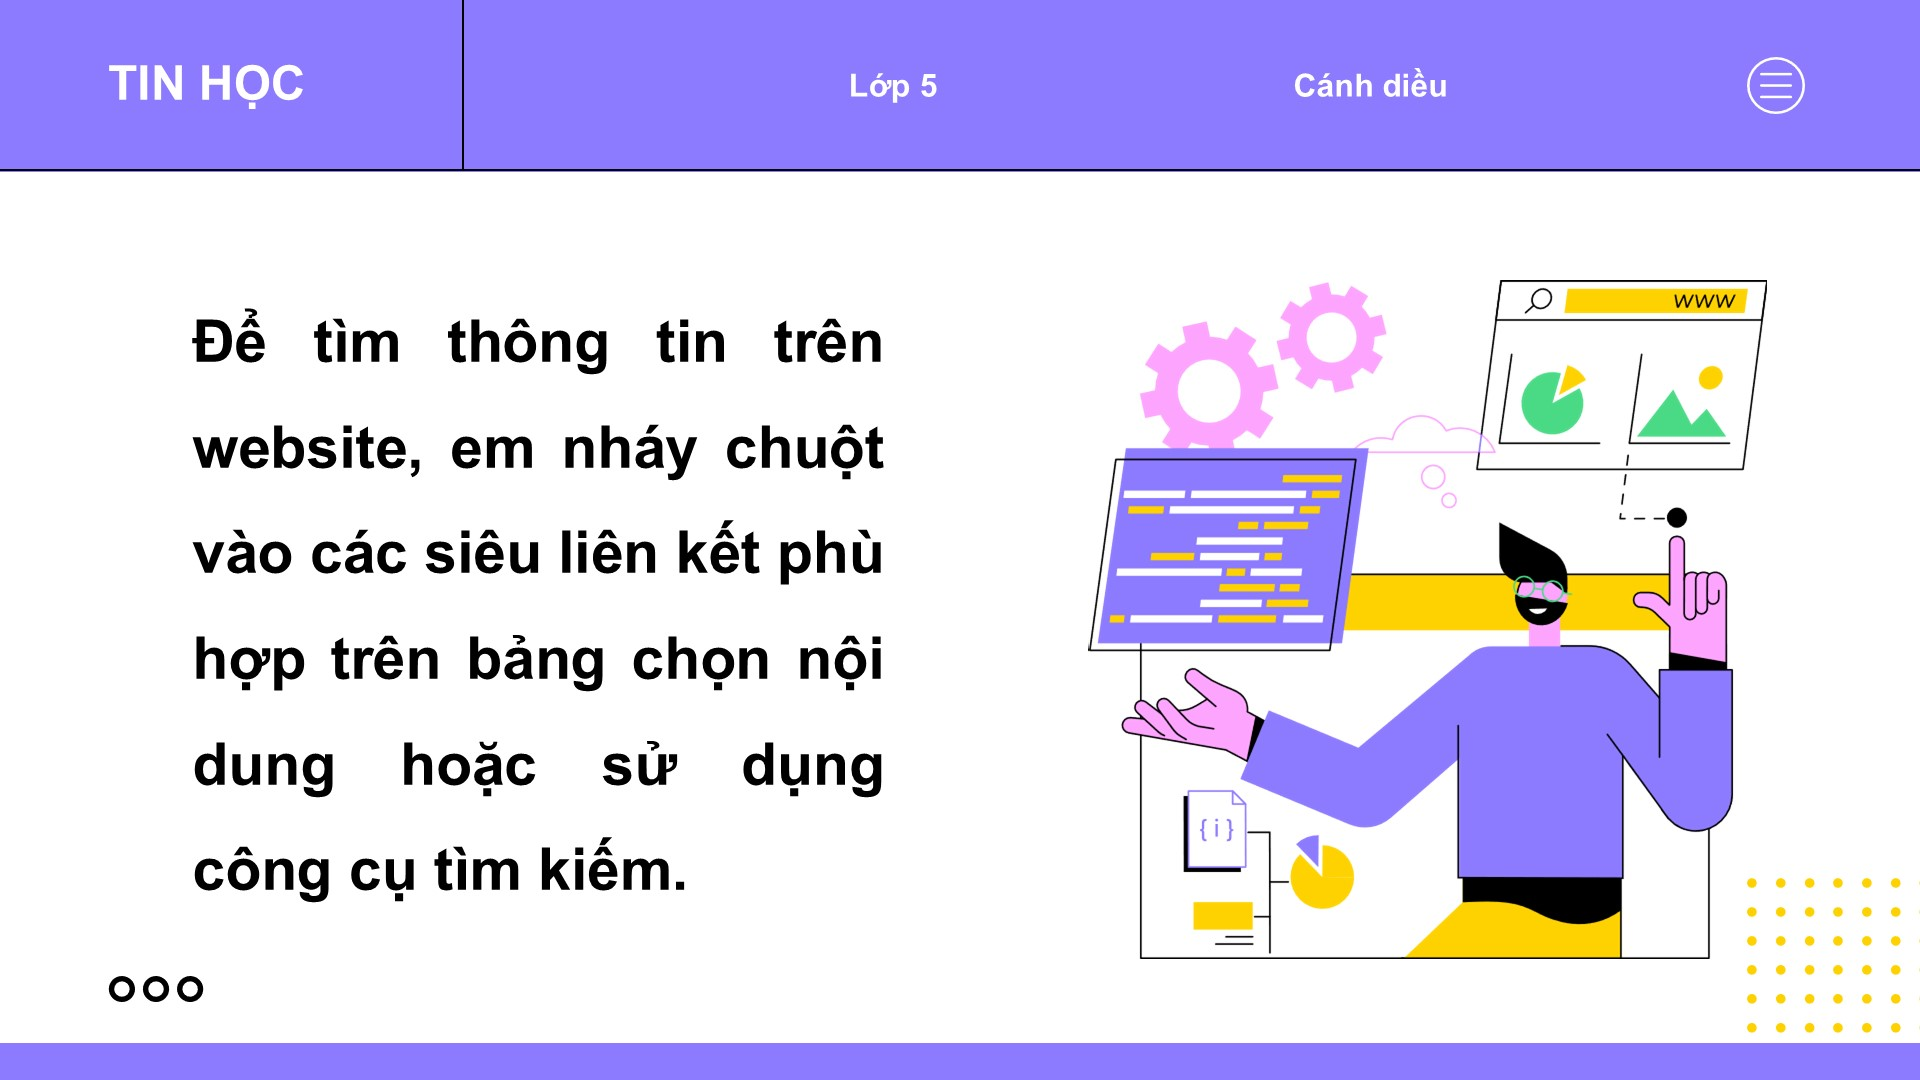 TIN HỌC
Lớp 5
Cánh diều
Để tìm thông tin trên
website, em nháy chuột
vào các siêu liên kết phù
hợp trên bảng chọn nội
dung hoặc sử dụng
công cụ tìm kiếm.
www
{ i }